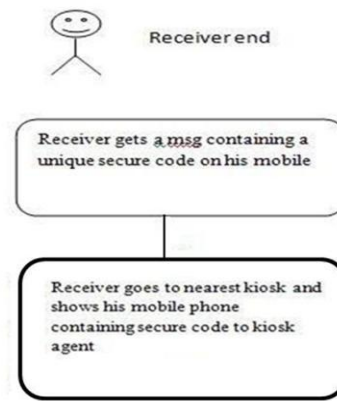 Receiver end
Receiver gets a msg containing a
unique secure code on his mobile
Receiver goes to nearest kiosk and
shows his mobile phone
containing secure code to kiosk
agent